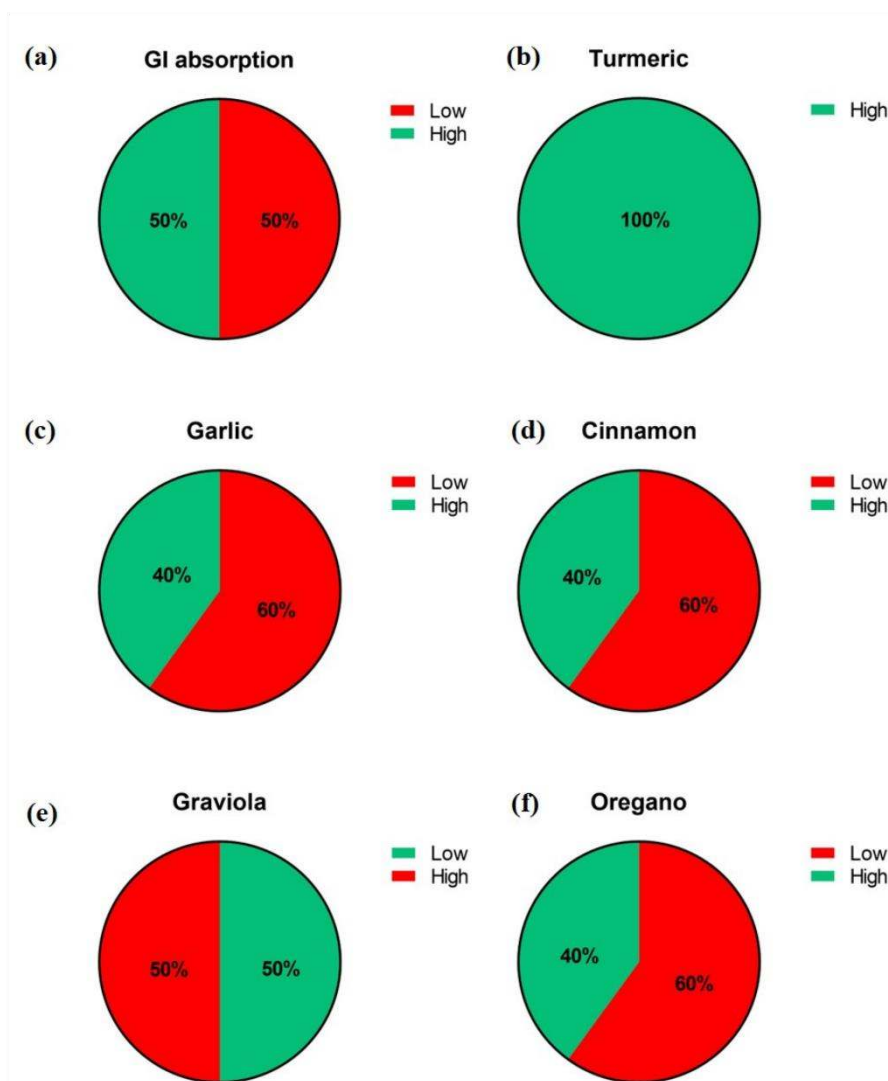 (a) GI absorption
Low
High
50% 50%
(b) Turmeric
High
100%
(c) Garlic
Low
High
40%
60%
(d) Cinnamon
Low
High
40%
60%
(e) Graviola
Low
High
50% 50%
(f) Oregano
Low
High
40%
60%